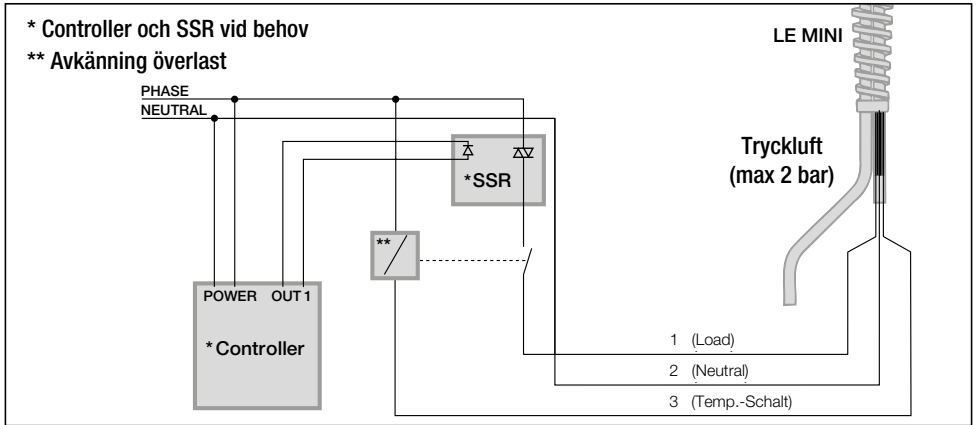 * Controller och SSR vid behov
** Avkänning överlast
LE MINI
PHASE
NEUTRAL
Tryckluft
(max 2 bar)
*SSR
**
POWER OUT 1
*Controller
1 (Load)
2 (Neutral)
3 (Temp.-Schalt)